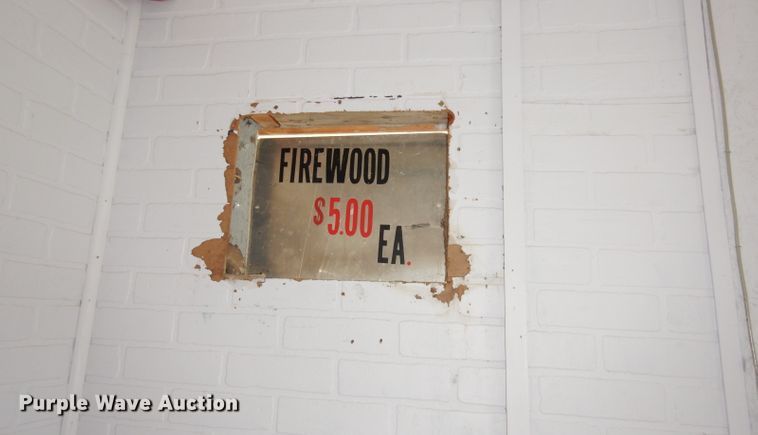 FIREWOOD
$5.00
EA.
Purple Wave Auction